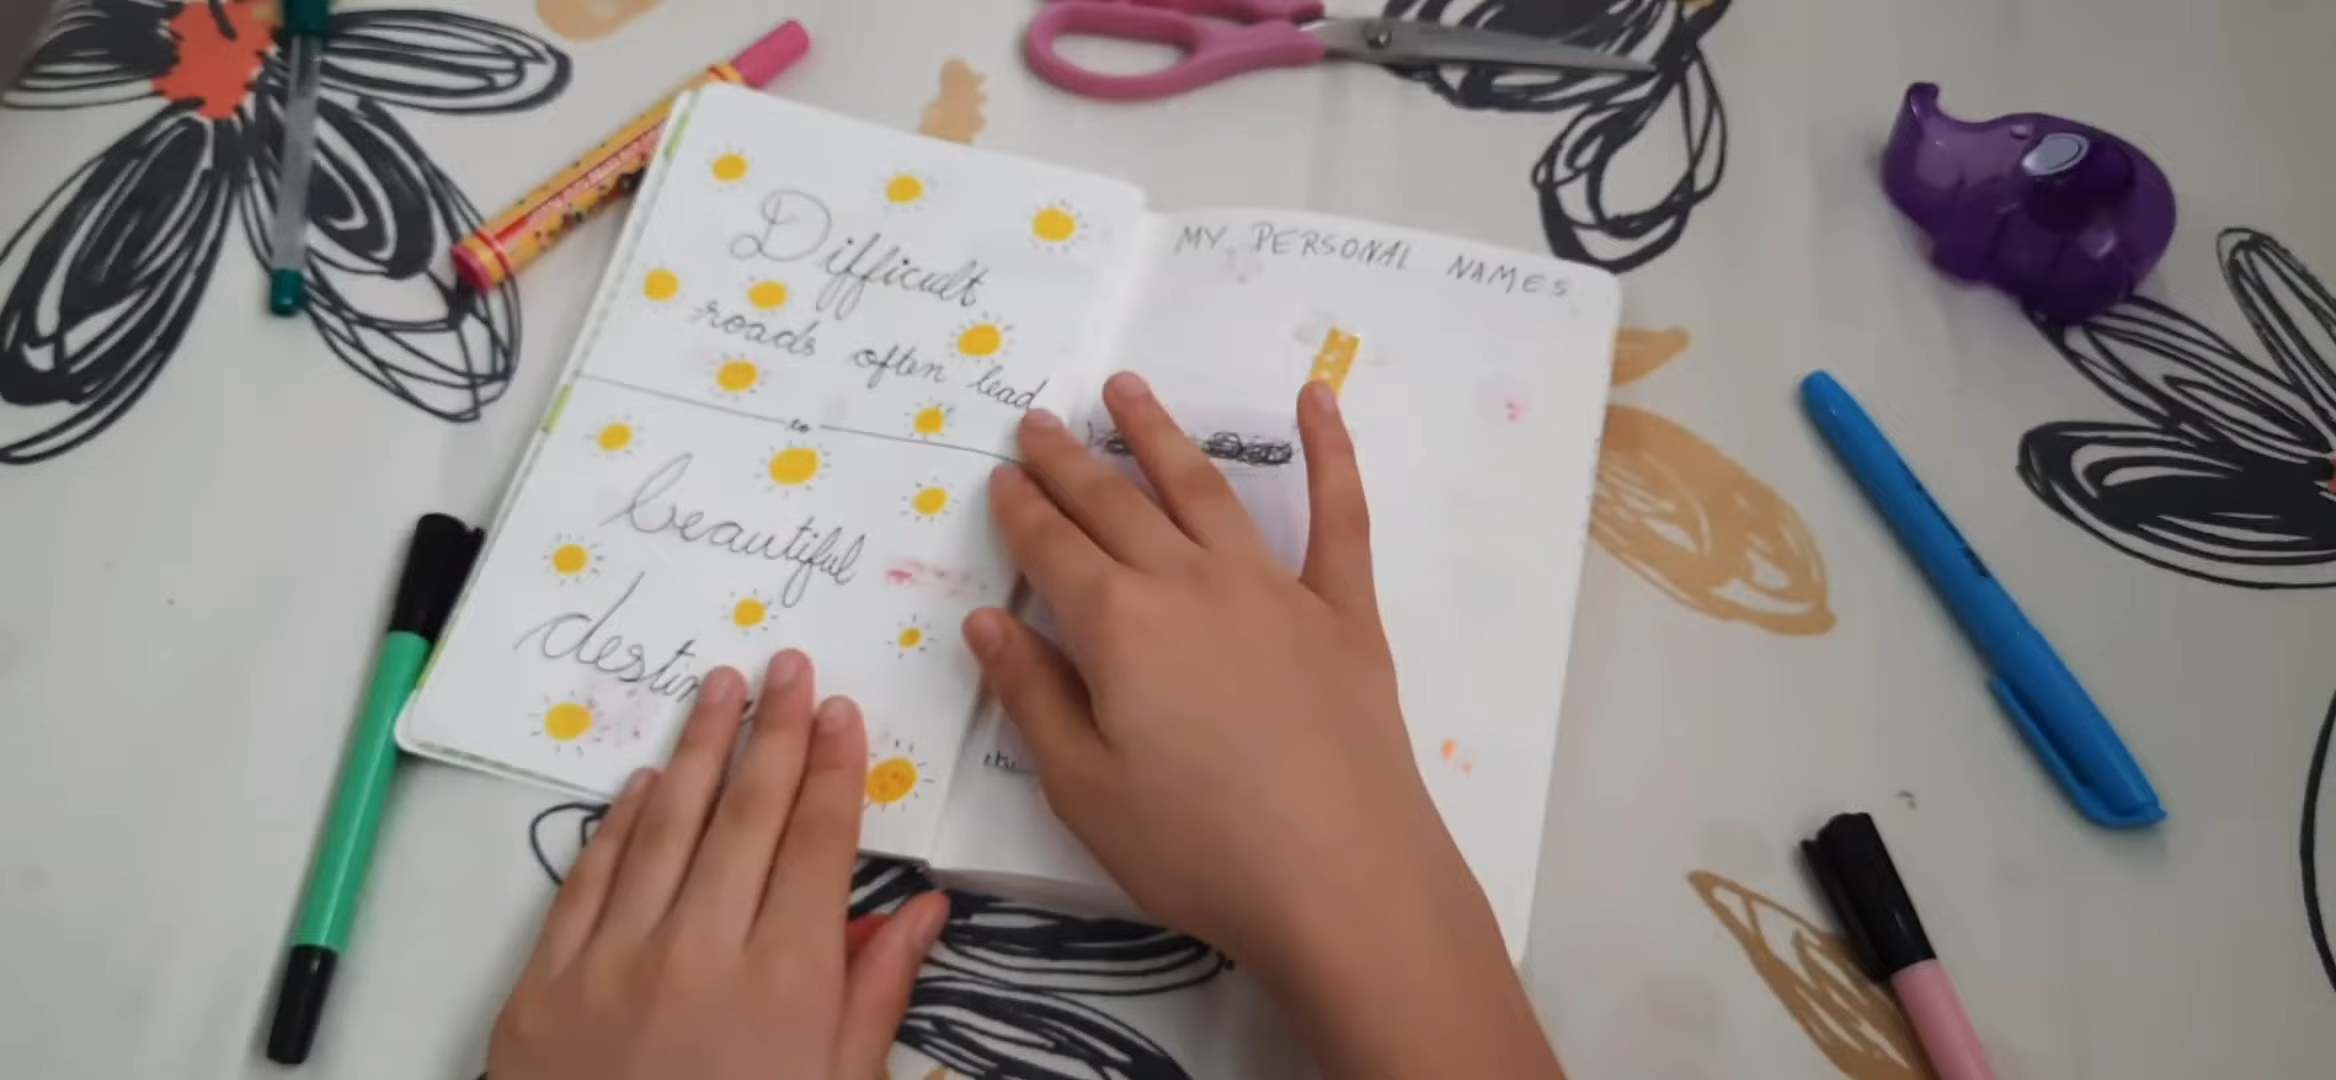 Difficult
roads often lead
to
beautiful
MY PERSONAL NAMES